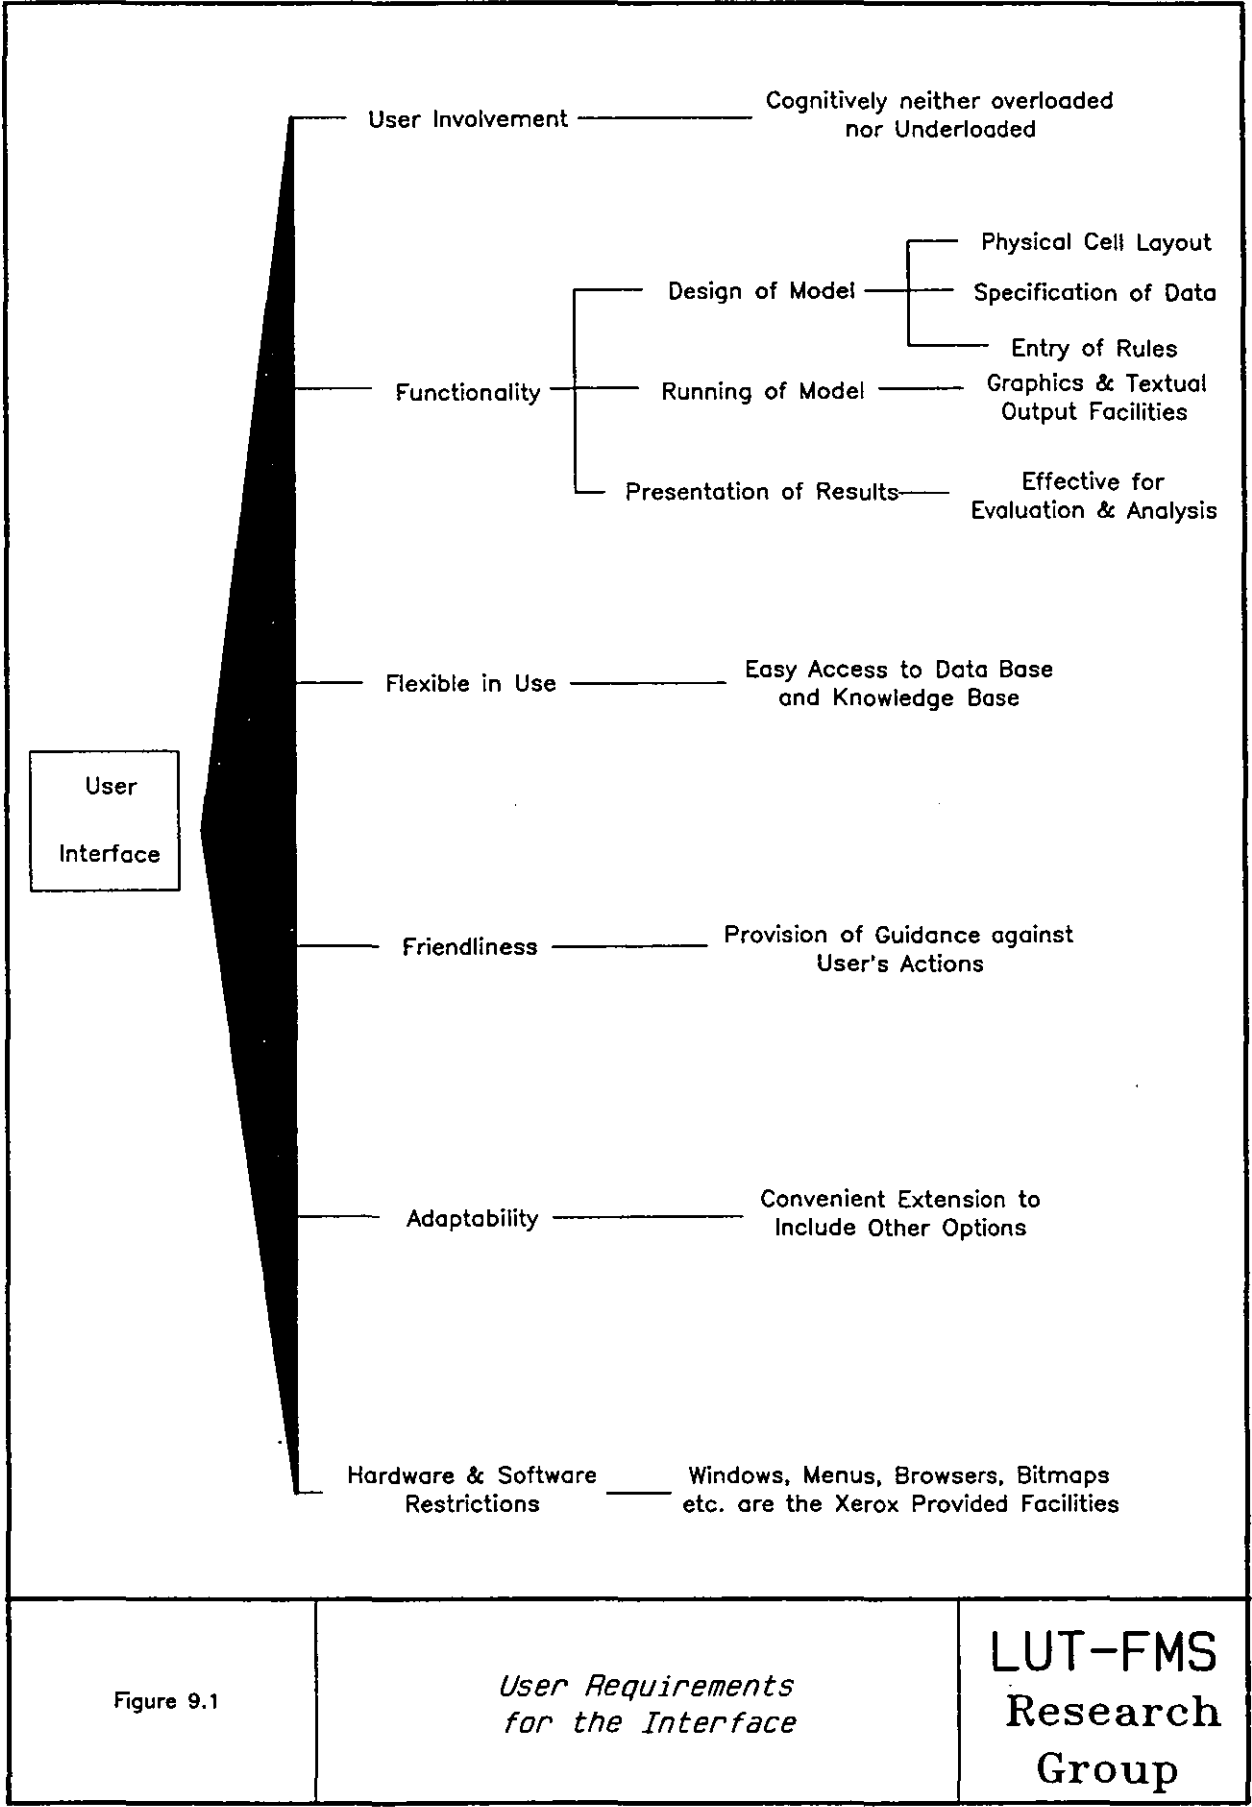 User Involvement
Cognitively neither overloaded
nor Underloaded
Functionality
Design of Model
Physical Cell Layout
Specification of Data
Entry of Rules
Running of Model
Graphics & Textual
Output Facilities
Presentation of Results
Effective for
Evaluation & Analysis
Flexible in Use
Easy Access to Data Base
and Knowledge Base
User
Interface
Friendliness
Provision of Guidance against
User's Actions
Adaptability
Convenient Extension to
Include Other Options
Hardware & Software
Restrictions
Windows, Menus, Browsers, Bitmaps
etc. are the Xerox Provided Facilities
Figure 9.1
User Requirements
for the Interface
LUT-FMS
Research
Group